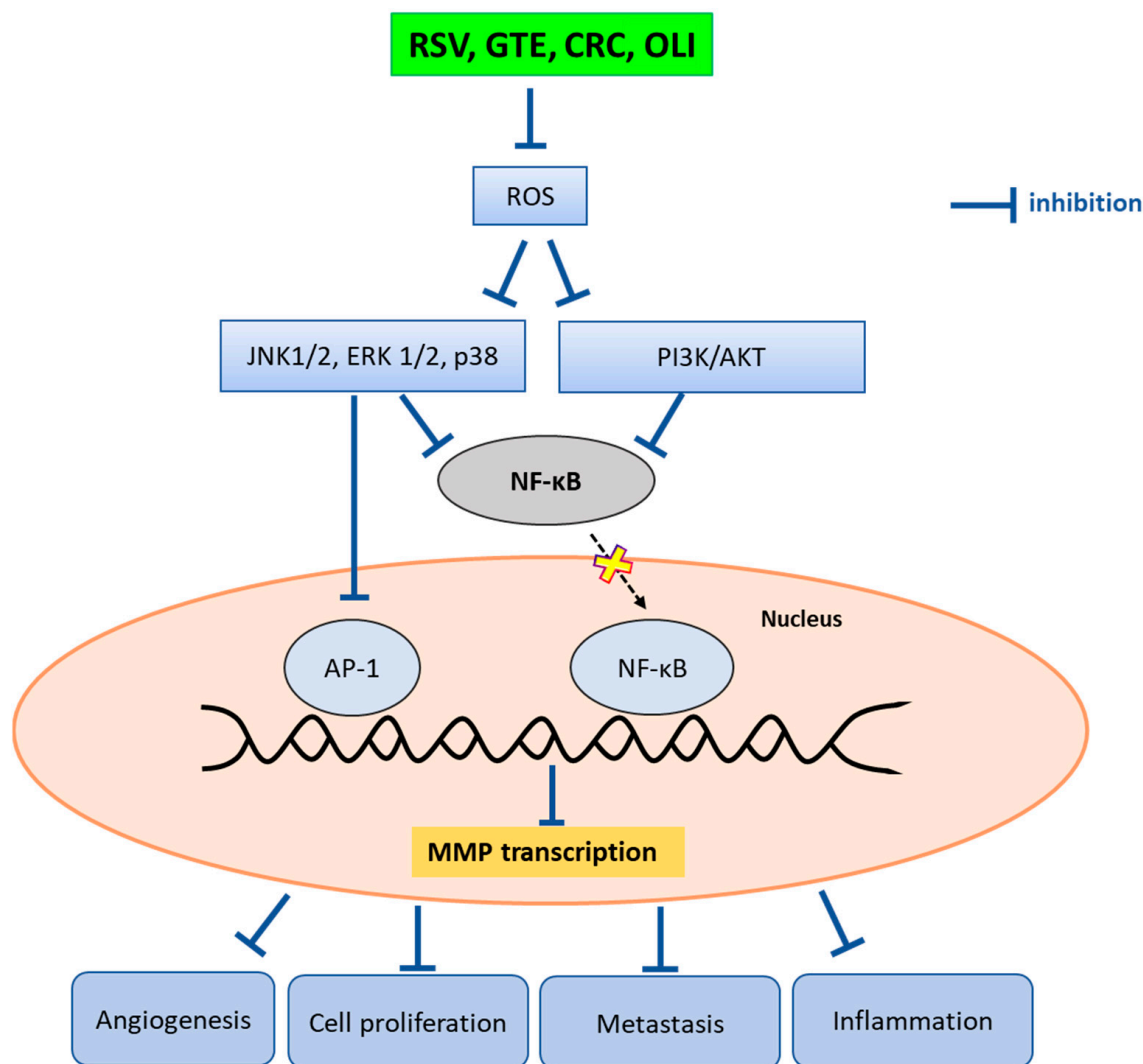 RSV, GTE, CRC, OLI
ROS
inhibition
JNK1/2, ERK 1/2, p38
PI3K/AKT
NF-κB
Nucleus
AP-1
NF-κB
MMP transcription
Angiogenesis
Cell proliferation
Metastasis
Inflammation